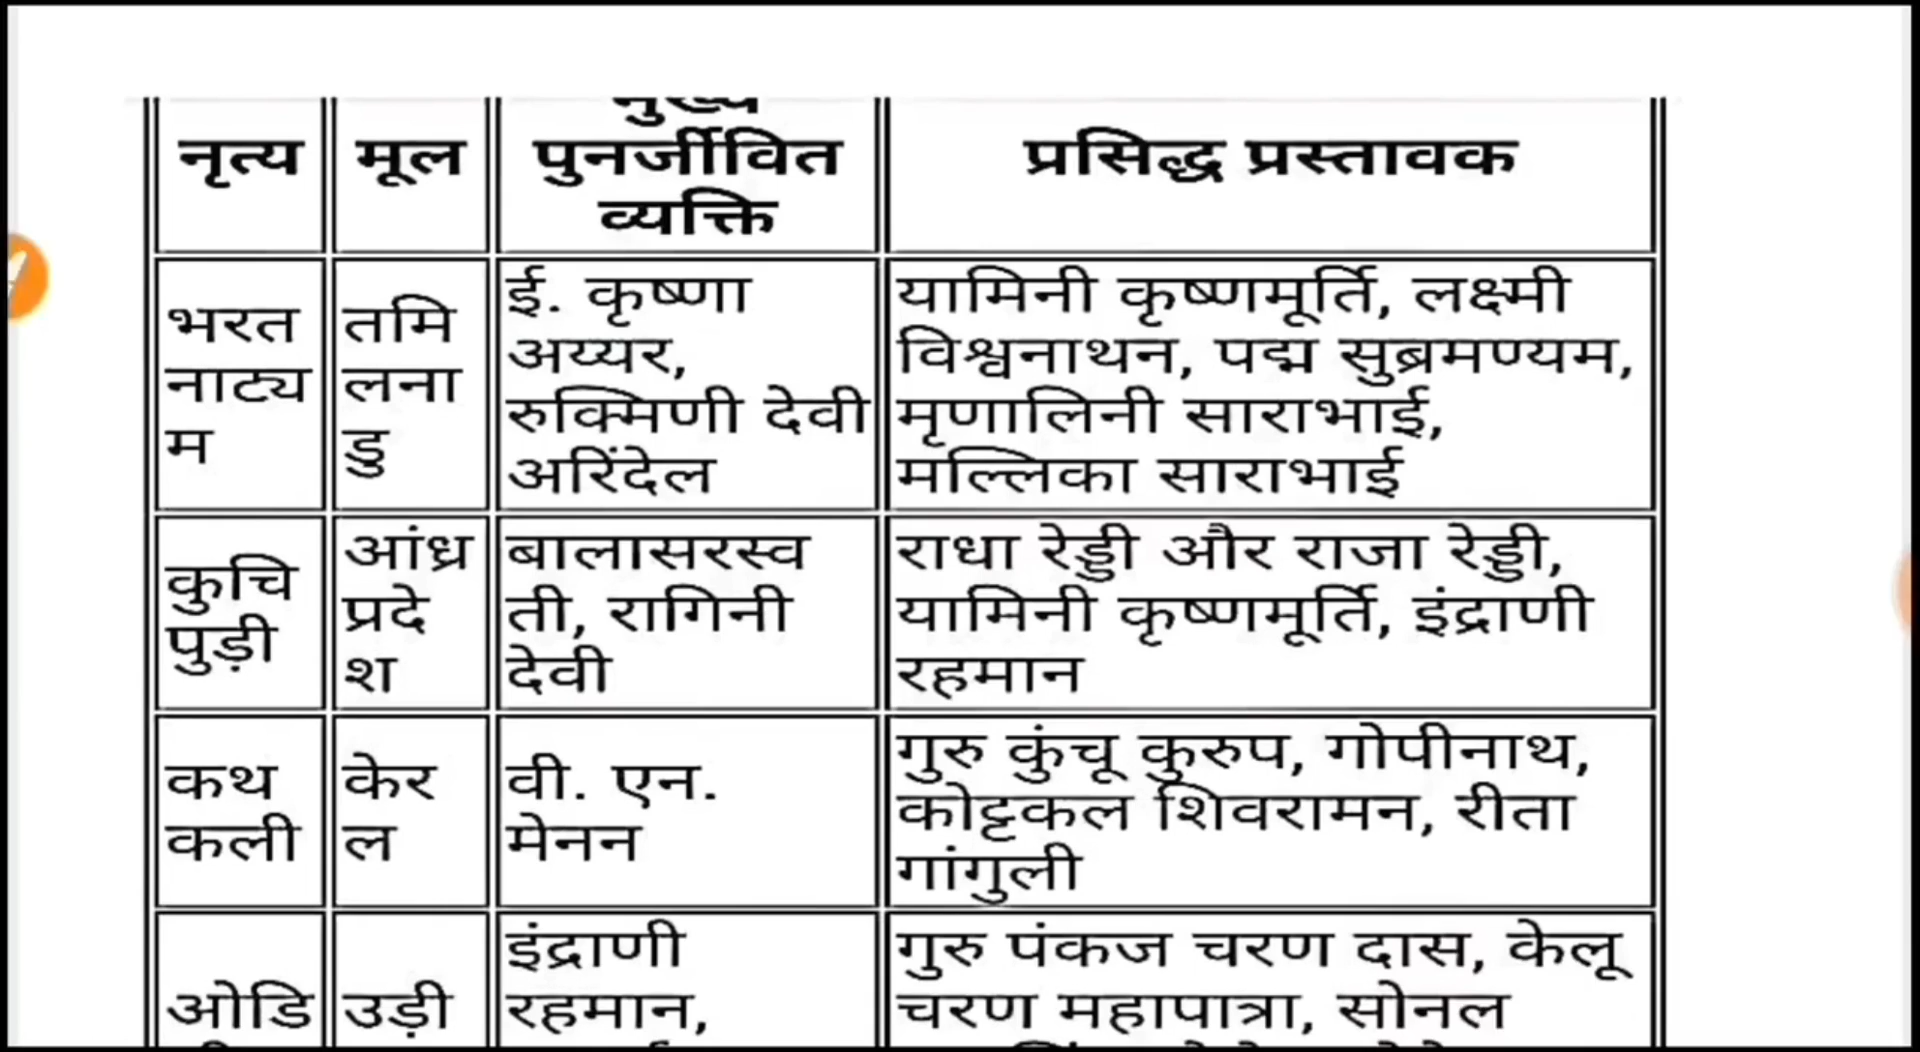 नृत्य
मूल
मुख्य
पुनर्जीवित
व्यक्ति
प्रसिद्ध प्रस्तावक
भरत
नाट्य
म
तमि
लना
डु
ई. कृष्णा
अय्यर,
रुक्मिणी देवी
अरिंदेल
यामिनी कृष्णमूर्ति, लक्ष्मी
विश्वनाथन, पद्म सुब्रमण्यम,
मृणालिनी साराभाई,
मल्लिका साराभाई
कुचि
पुड़ी
आंध्र
प्रदे
श
बालासरस्व
ती, रागिनी
देवी
राधा रेड्डी और राजा रेड्डी,
यामिनी कृष्णमूर्ति, इंद्राणी
रहमान
कथ
कली
केर
ल
वी. एन.
मेनन
गुरु कुंचू कुरुप, गोपीनाथ,
कोट्टकल शिवरामन, रीता
गांगुली
ओडि
उड़ी
इंद्राणी
रहमान,
गुरु पंकज चरण दास, केलू
चरण महापात्रा, सोनल